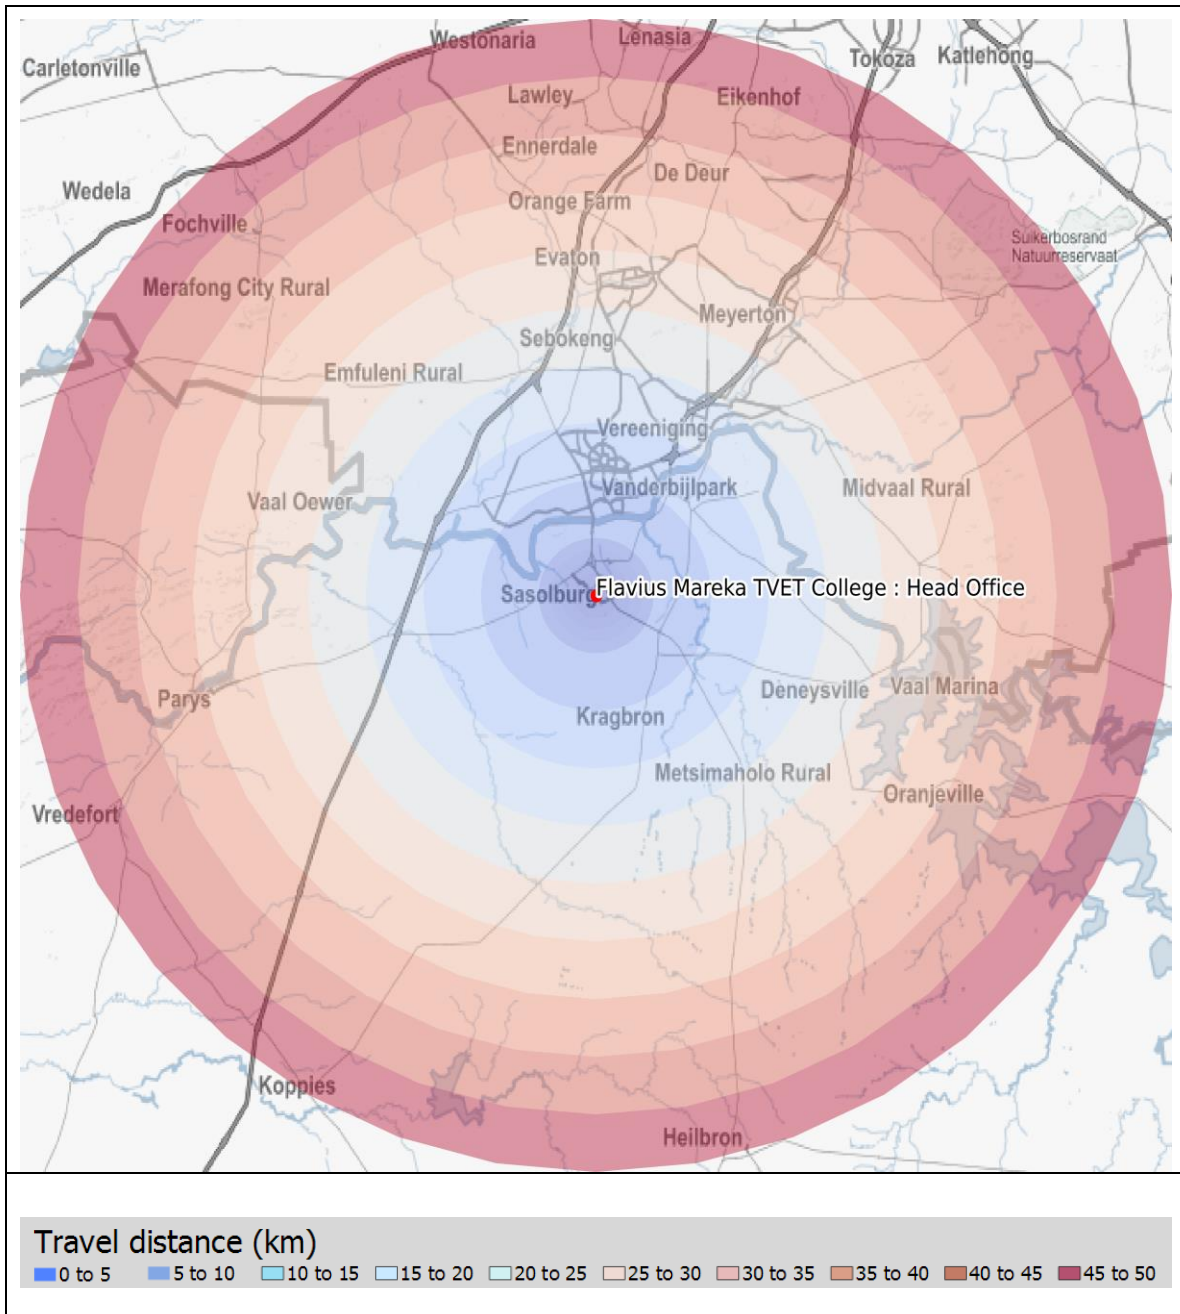 Westonaria
Lenasia
Tokoza
Katlehong
Carletonville
Lawley
Eikenhof
Ennerdale
De Deur
Wedela
Orange Farm
Fochville
Suikerbosrand
Natuurreservaat
Evaton
Merafong City Rural
Meyerton
Sebokeng
Emfuleni Rural
Vereeniging
Vanderbijlpark
Midvaal Rural
Vaal Oewer
Sasolburg
Flavius Mareka TVET College : Head Office
Deneysville
Vaal Marina
Parys
Kragbron
Metsimaholo Rural
Oranjeville
Vredefort
Koppies
Heilbron
Travel distance (km)
0 to 5 5 to 10 10 to 15 15 to 20 20 to 25 25 to 30 30 to 35 35 to 40 40 to 45 45 to 50